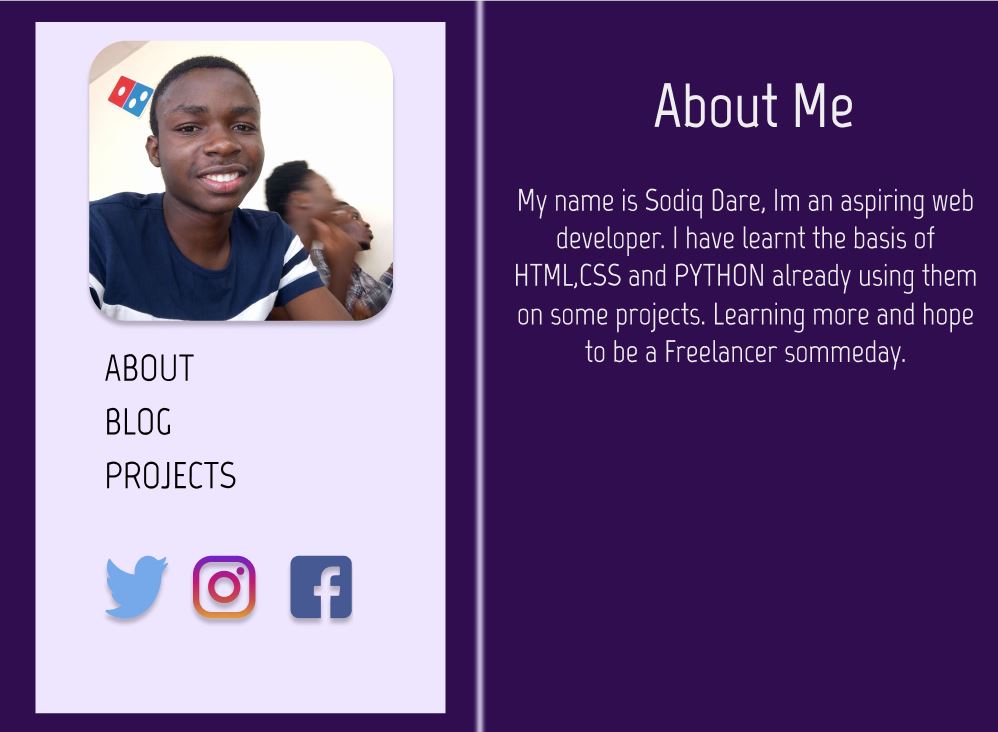 ABOUT
BLOG
PROJECTS
About Me
My name is Sodiq Dare, Im an aspiring web
developer. I have learnt the basis of
HTML,CSS and PYTHON already using them
on some projects. Learning more and hope
to be a Freelancer sommeday.